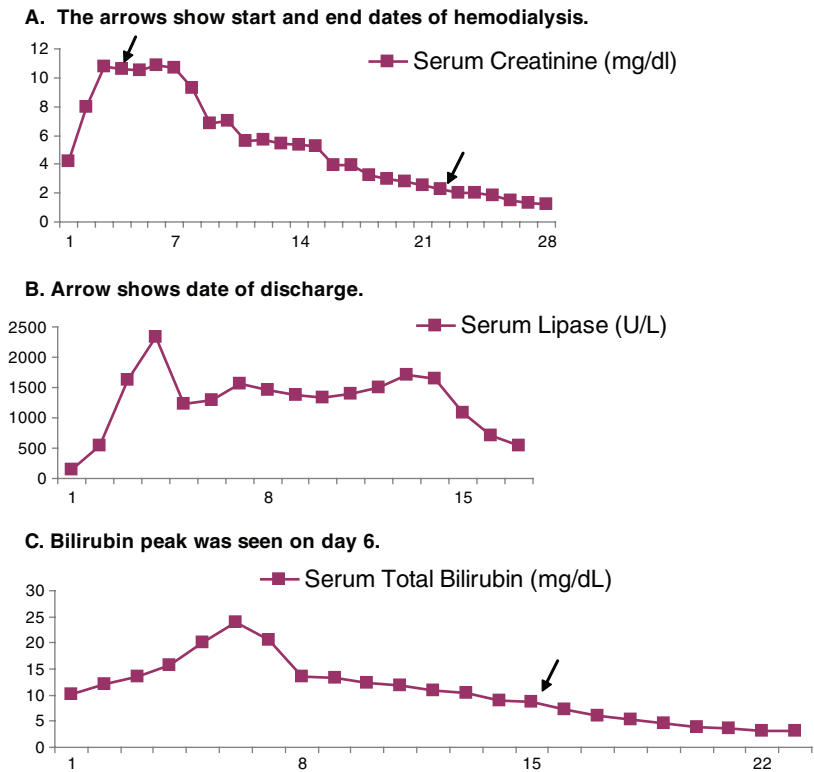 A. The arrows show start and end dates of hemodialysis.
Serum Creatinine (mg/dl)
12
10
8
6
4
2
0
1 7 14 21 28
B. Arrow shows date of discharge.
Serum Lipase (U/L)
2500
2000
1500
1000
500
0
1 8 15
C. Bilirubin peak was seen on day 6.
Serum Total Bilirubin (mg/dL)
30
25
20
15
10
5
0
1 8 15 22